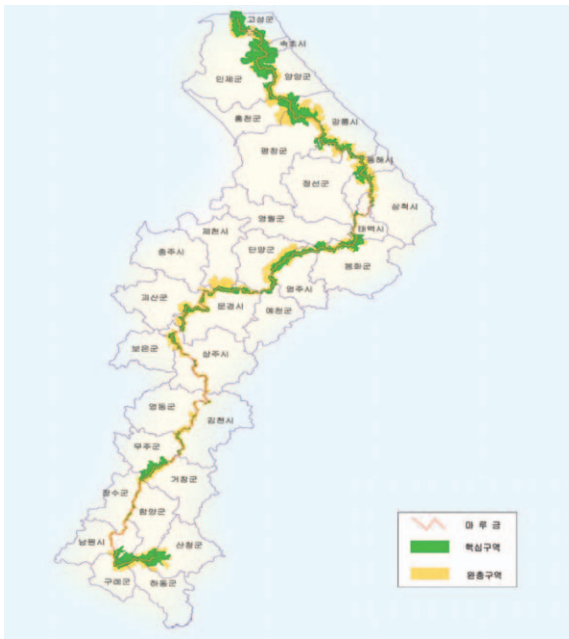 고성군
속초시
인제군
양양군
홍천군
강릉시
평창군
동해시
정선군
삼척시
영월군
태백시
제천시
충주시
단양군
봉화군
영주시
괴산군
문경시
예천군
보은군
상주시
영동군
김천시
무주군
거창군
장수군
함양군
남원시
산청군
구례군
하동군
마루금
핵심구역
완충구역